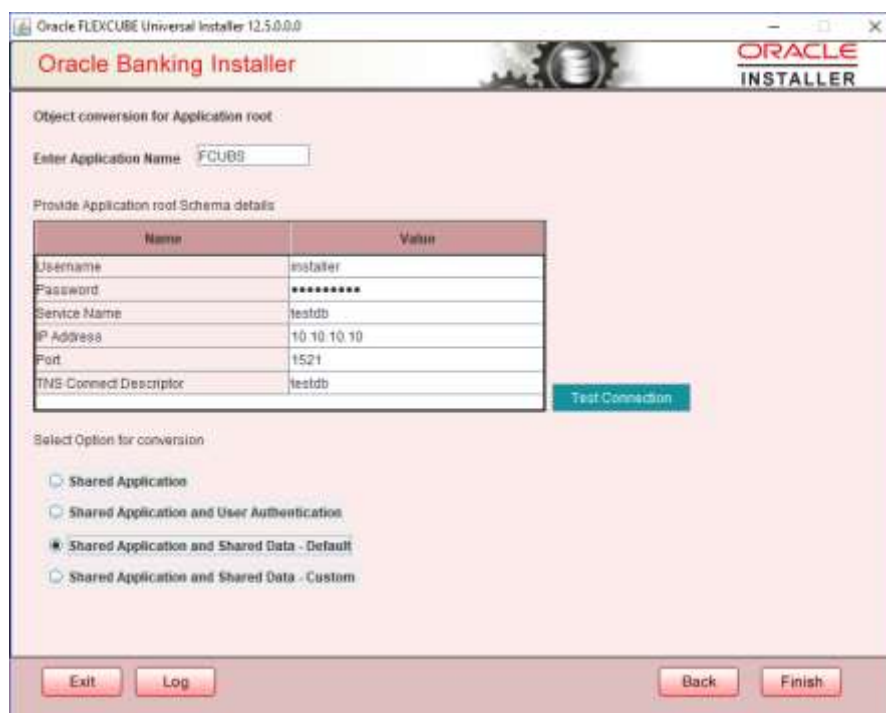 Oracle FLEXCUBE Universal Installer 12.5.0.0.0
Oracle Banking Installer
ORACLE
INSTALLER
Object conversion for Application root
Enter Application Name FCUBS
Provide Application root Schema details
Name Value
Username installer
Password •••••••••
Service Name testdb
IP Address 10.10.10.10
Port 1521
TNS Connect Descriptor testdb
Test Connection
Select Option for conversion
Shared Application
Shared Application and User Authentication
Shared Application and Shared Data - Default
Shared Application and Shared Data - Custom
Exit Log Back Finish